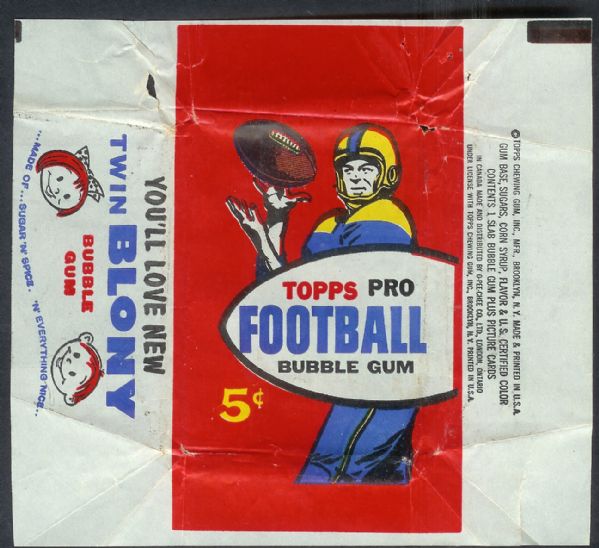 TOPPS PRO
FOOTBALL
BUBBLE GUM
5¢
YOU'LL LOVE NEW
TWIN BLONY
BUBBLE
GUM
...MADE OF...SUGAR 'N' SPICE. 'N' EVERYTHING NICE...
© TOPPS CHEWING GUM, INC., MFR., BROOKLYN, N. Y. MADE & PRINTED IN U.S.A.
GUM BASE, SUGARS, CORN SYRUP, FLAVOR & U. S. CERTIFIED COLOR
CONTENTS 1 SLAB BUBBLE GUM PLUS PICTURE CARDS
IN CANADA MADE AND DISTRIBUTED BY O-PEE-CHEE CO., LTD., LONDON, ONTARIO
UNDER LICENSE WITH TOPPS CHEWING GUM, INC., BROOKLYN, N. Y. PRINTED IN U.S.A.